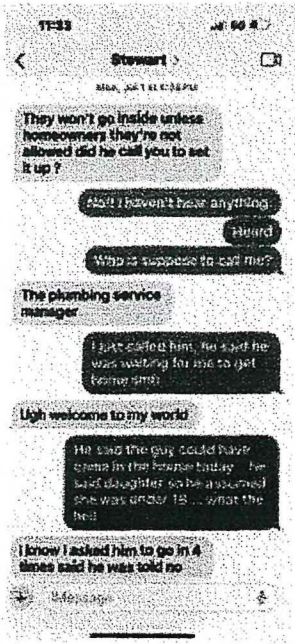 11:33
Stewart >
They won't go inside unless
homeowners they're not
allowed did he call you to set
it up ?
No!! I haven't hear anything
Heard
Who is suppose to call me?
The plumbing service
manager
I just called him, he said he
was waiting for me to get
home smh
Ugh welcome to my world
He said the guy could have
came in the house today he
said daughter so he assumed
she was under 18 .... what the
hell
I know I asked him to go in 4
times said he was told no
iMessage